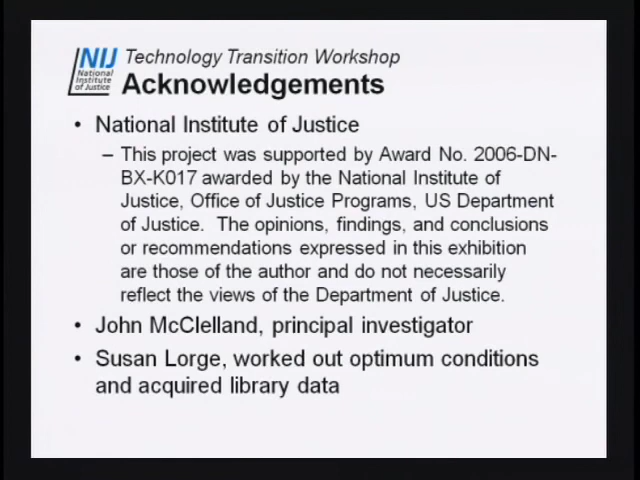 NIJ
National
Institute
of Justice
Technology Transition Workshop
Acknowledgements
• National Institute of Justice
– This project was supported by Award No. 2006-DN-
BX-K017 awarded by the National Institute of
Justice, Office of Justice Programs, US Department
of Justice. The opinions, findings, and conclusions
or recommendations expressed in this exhibition
are those of the author and do not necessarily
reflect the views of the Department of Justice.
• John McClelland, principal investigator
• Susan Lorge, worked out optimum conditions
and acquired library data